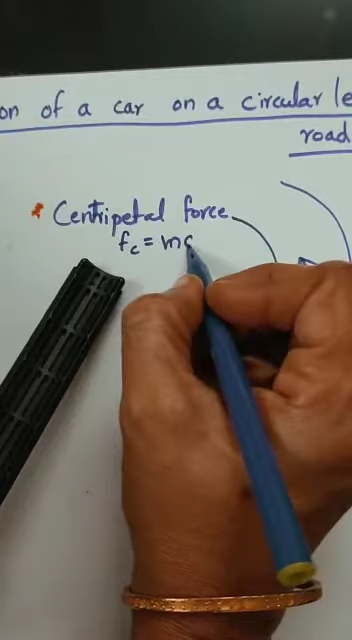 on of a car on a circular le
road
* Centripetal force
fc = mc